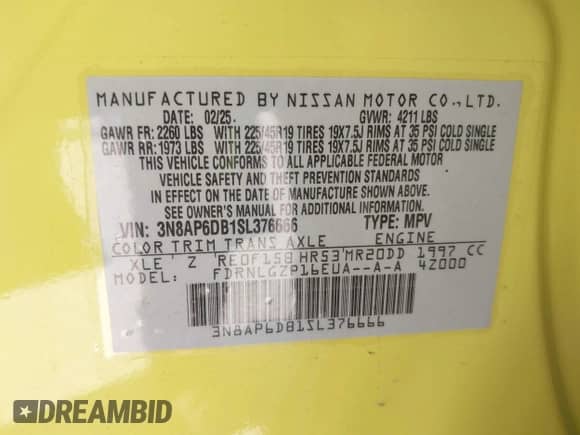 MANUFACTURED BY NISSAN MOTOR CO.,LTD.
DATE: 02/25. GVWR: 4211 LBS
GAWR FR: 2260 LBS WITH 225/45R19 TIRES 19X7.5J RIMS AT 35 PSI COLD SINGLE
GAWR RR: 1973 LBS WITH 225/45R19 TIRES 19X7.5J RIMS AT 35 PSI COLD SINGLE
THIS VEHICLE CONFORMS TO ALL APPLICABLE FEDERAL MOTOR
VEHICLE SAFETY AND THEFT PREVENTION STANDARDS
IN EFFECT ON THE DATE OF MANUFACTURE SHOWN ABOVE.
SEE OWNER'S MANUAL FOR ADDITIONAL INFORMATION
VIN: 3N8AP6DB1SL376666 TYPE: MPV
COLOR TRIM TRANS AXLE ENGINE
XLE Z RE0F15B HR53 MR20DD 1997 CC
MODEL: FDRNLGZP16EUA--A-A 4Z000
3N8AP6DB1SL376666
DREAMBID